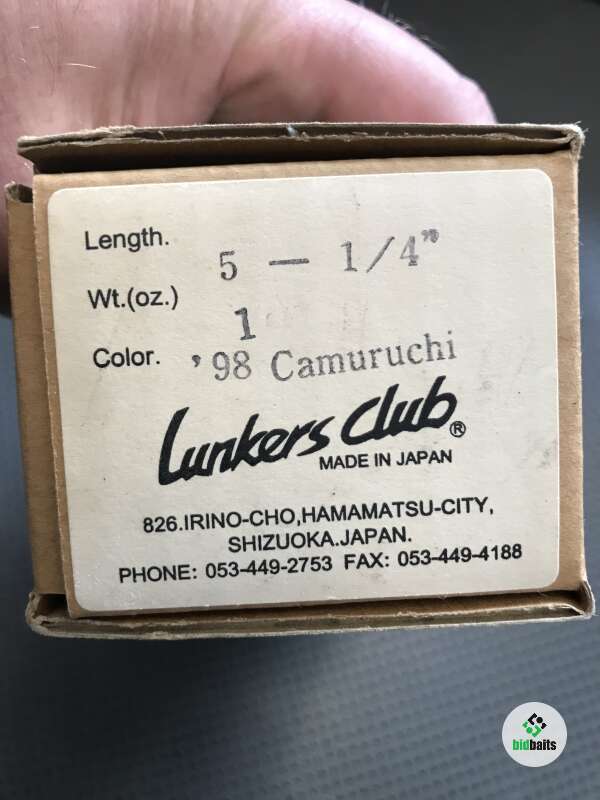 Length.
5 — 1/4"
Wt.(oz.)
1
Color. '98 Camuruchi
Lunkers Club®
MADE IN JAPAN
826.IRINO-CHO,HAMAMATSU-CITY,
SHIZUOKA.JAPAN.
PHONE: 053-449-2753 FAX: 053-449-4188
bidbaits